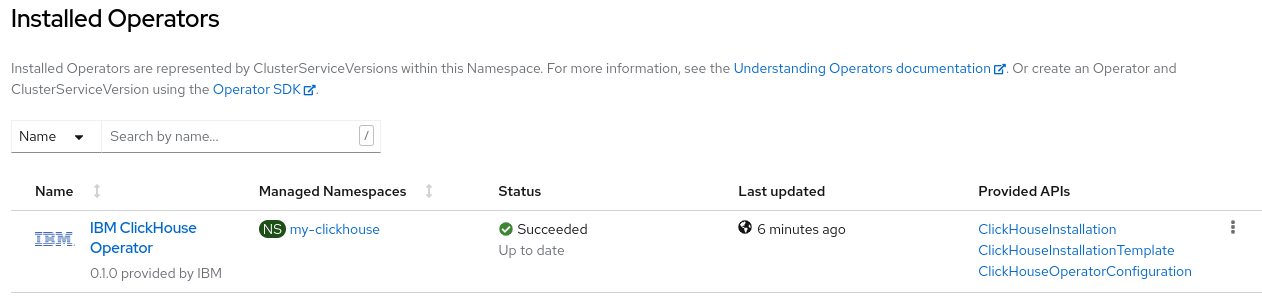 Installed Operators
Installed Operators are represented by ClusterServiceVersions within this Namespace. For more information, see the Understanding Operators documentation. Or create an Operator and
ClusterServiceVersion using the Operator SDK.
Name Search by name... /
Name Managed Namespaces Status Last updated Provided APIs
IBM IBM ClickHouse NS my-clickhouse Succeeded 6 minutes ago ClickHouseInstallation
Operator Up to date ClickHouseInstallationTemplate
0.1.0 provided by IBM ClickHouseOperatorConfiguration